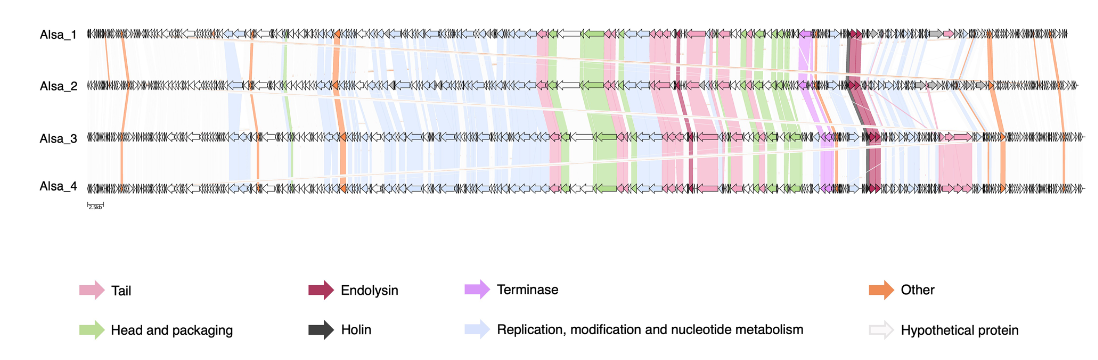 Alsa_1
Alsa_2
Alsa_3
Alsa_4
Tail
Endolysin
Terminase
Other
Head and packaging
Holin
Replication, modification and nucleotide metabolism
Hypothetical protein